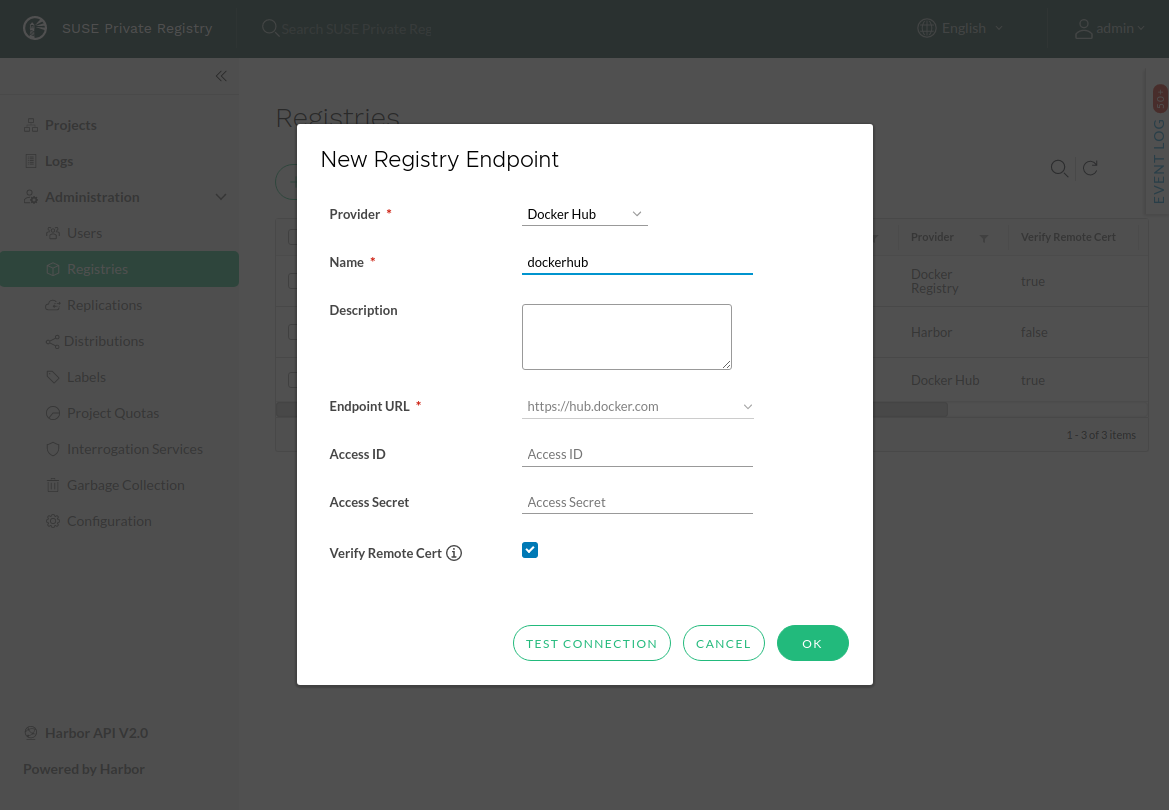 SUSE Private Registry
Search SUSE Private Reg
English
admin
Projects
Logs
Administration
Users
Registries
Replications
Distributions
Labels
Project Quotas
Interrogation Services
Garbage Collection
Configuration
Harbor API V2.0
Powered by Harbor
Registries
50+
EVENT LOG
Provider
Verify Remote Cert
Docker Registry
true
Harbor
false
Docker Hub
true
1 - 3 of 3 items
New Registry Endpoint
Provider *
Docker Hub
Name *
dockerhub
Description
Endpoint URL *
https://hub.docker.com
Access ID
Access ID
Access Secret
Access Secret
Verify Remote Cert
TEST CONNECTION
CANCEL
OK